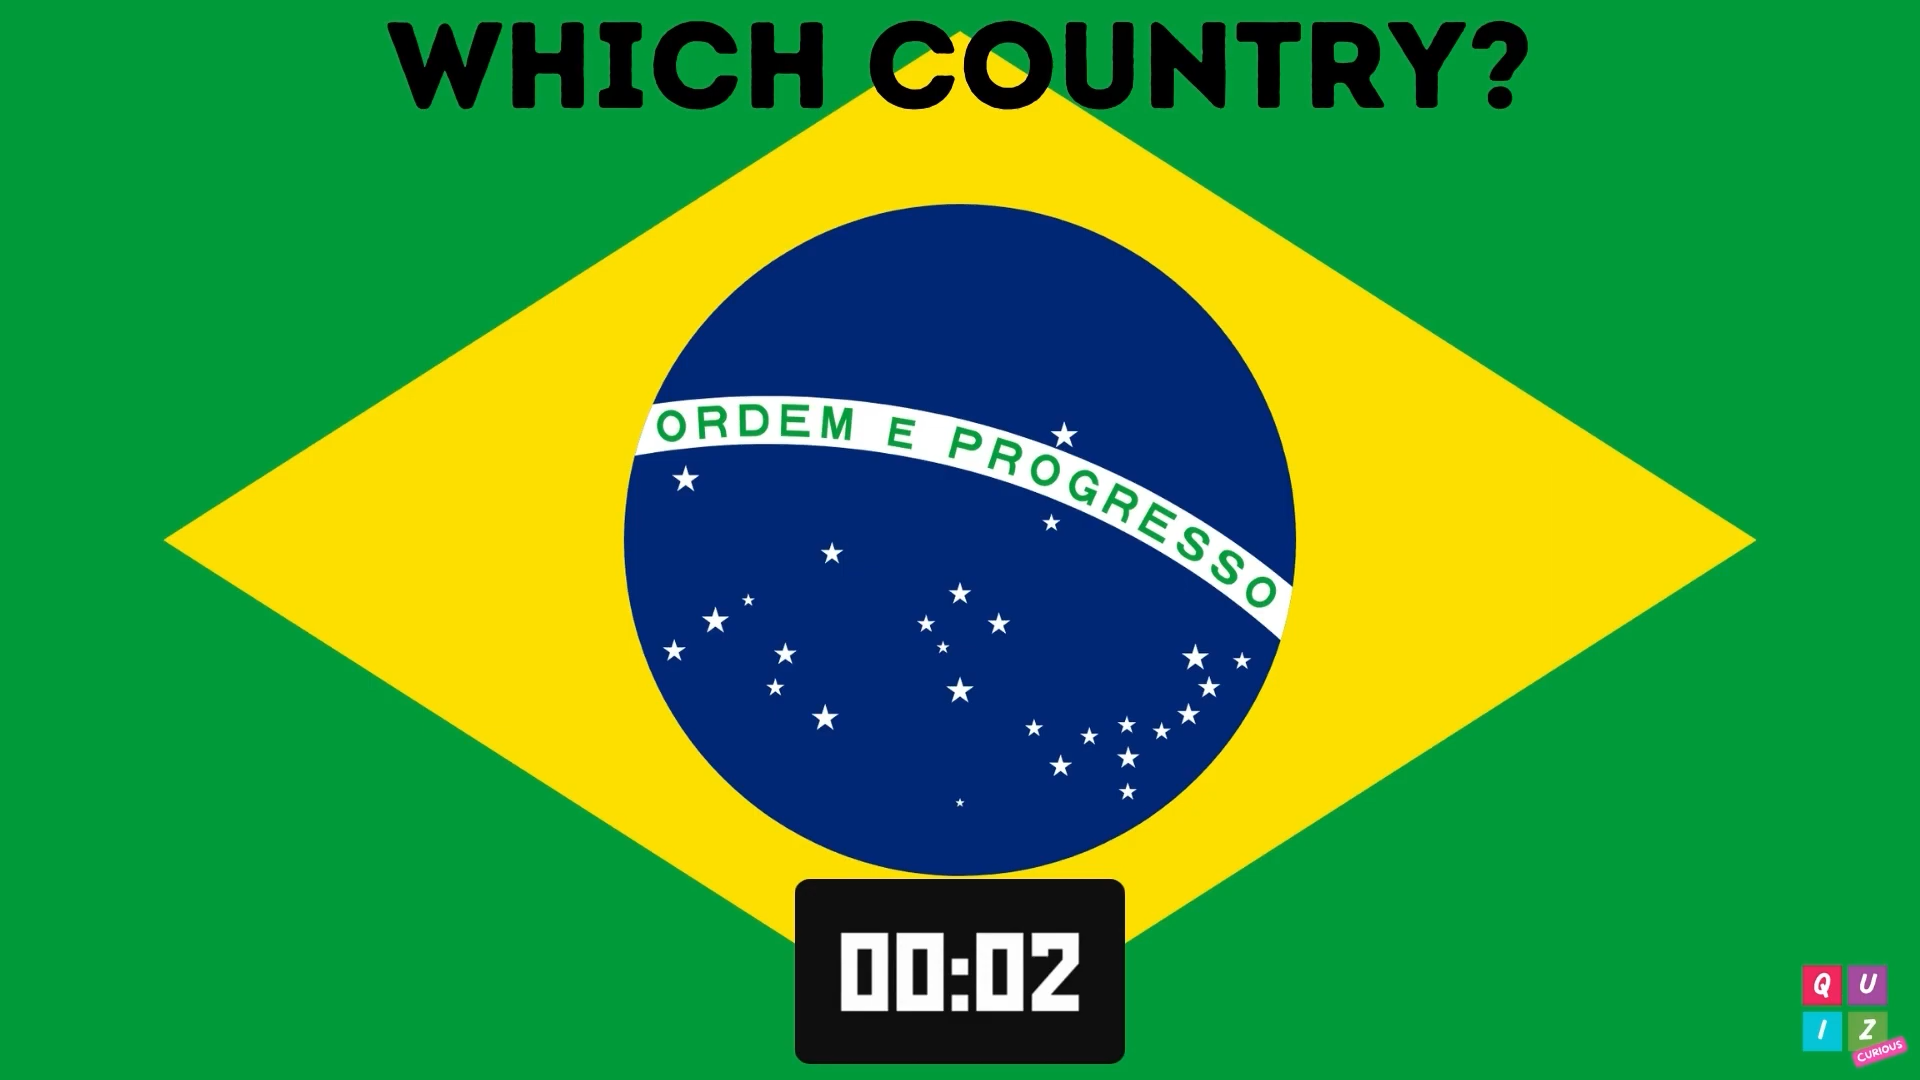 WHICH COUNTRY?
ORDEM E PROGRESSO
00:02
Q U
I Z
CURIOUS